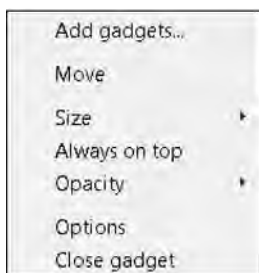 Add gadgets...
Move
Size
Always on top
Opacity
Options
Close gadget